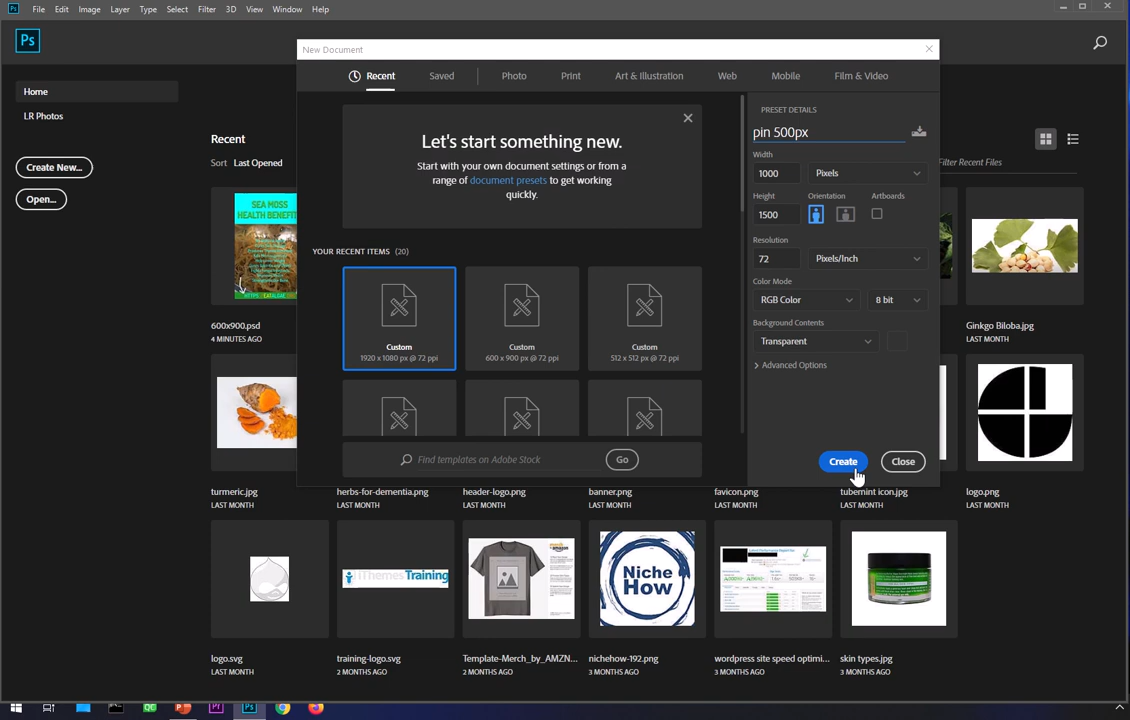 Ps File Edit Image Layer Type Select Filter 3D View Window Help
Ps
New Document
Home
LR Photos
Create New...
Open...
Recent
Sort Last Opened
Filter Recent Files
Recent Saved Photo Print Art & Illustration Web Mobile Film & Video
Let's start something new.
Start with your own document settings or from a
range of document presets to get working
quickly.
YOUR RECENT ITEMS (20)
Custom
1920 x 1080 px @ 72 ppi
Custom
600 x 900 px @ 72 ppi
Custom
512 x 512 px @ 72 ppi
Find templates on Adobe Stock
Go
PRESET DETAILS
pin 500px
Width
1000 Pixels
Height Orientation Artboards
1500
Resolution
72 Pixels/Inch
Color Mode
RGB Color 8 bit
Background Contents
Transparent
Advanced Options
Create Close
SEA MOSS
HEALTH BENEFIT
600x900.psd
4 MINUTES AGO
Ginkgo Biloba.jpg
LAST MONTH
turmeric.jpg
LAST MONTH
herbs-for-dementia.png
LAST MONTH
header-logo.png
LAST MONTH
banner.png
LAST MONTH
favicon.png
LAST MONTH
tubemint icon.jpg
LAST MONTH
logo.png
LAST MONTH
iThemes Training
Niche
How
logo.svg
LAST MONTH
training-logo.svg
2 MONTHS AGO
Template-Merch_by_AMZN...
2 MONTHS AGO
nichehow-192.png
3 MONTHS AGO
wordpress site speed optimi...
3 MONTHS AGO
skin types.jpg
3 MONTHS AGO
QC Pr Ps